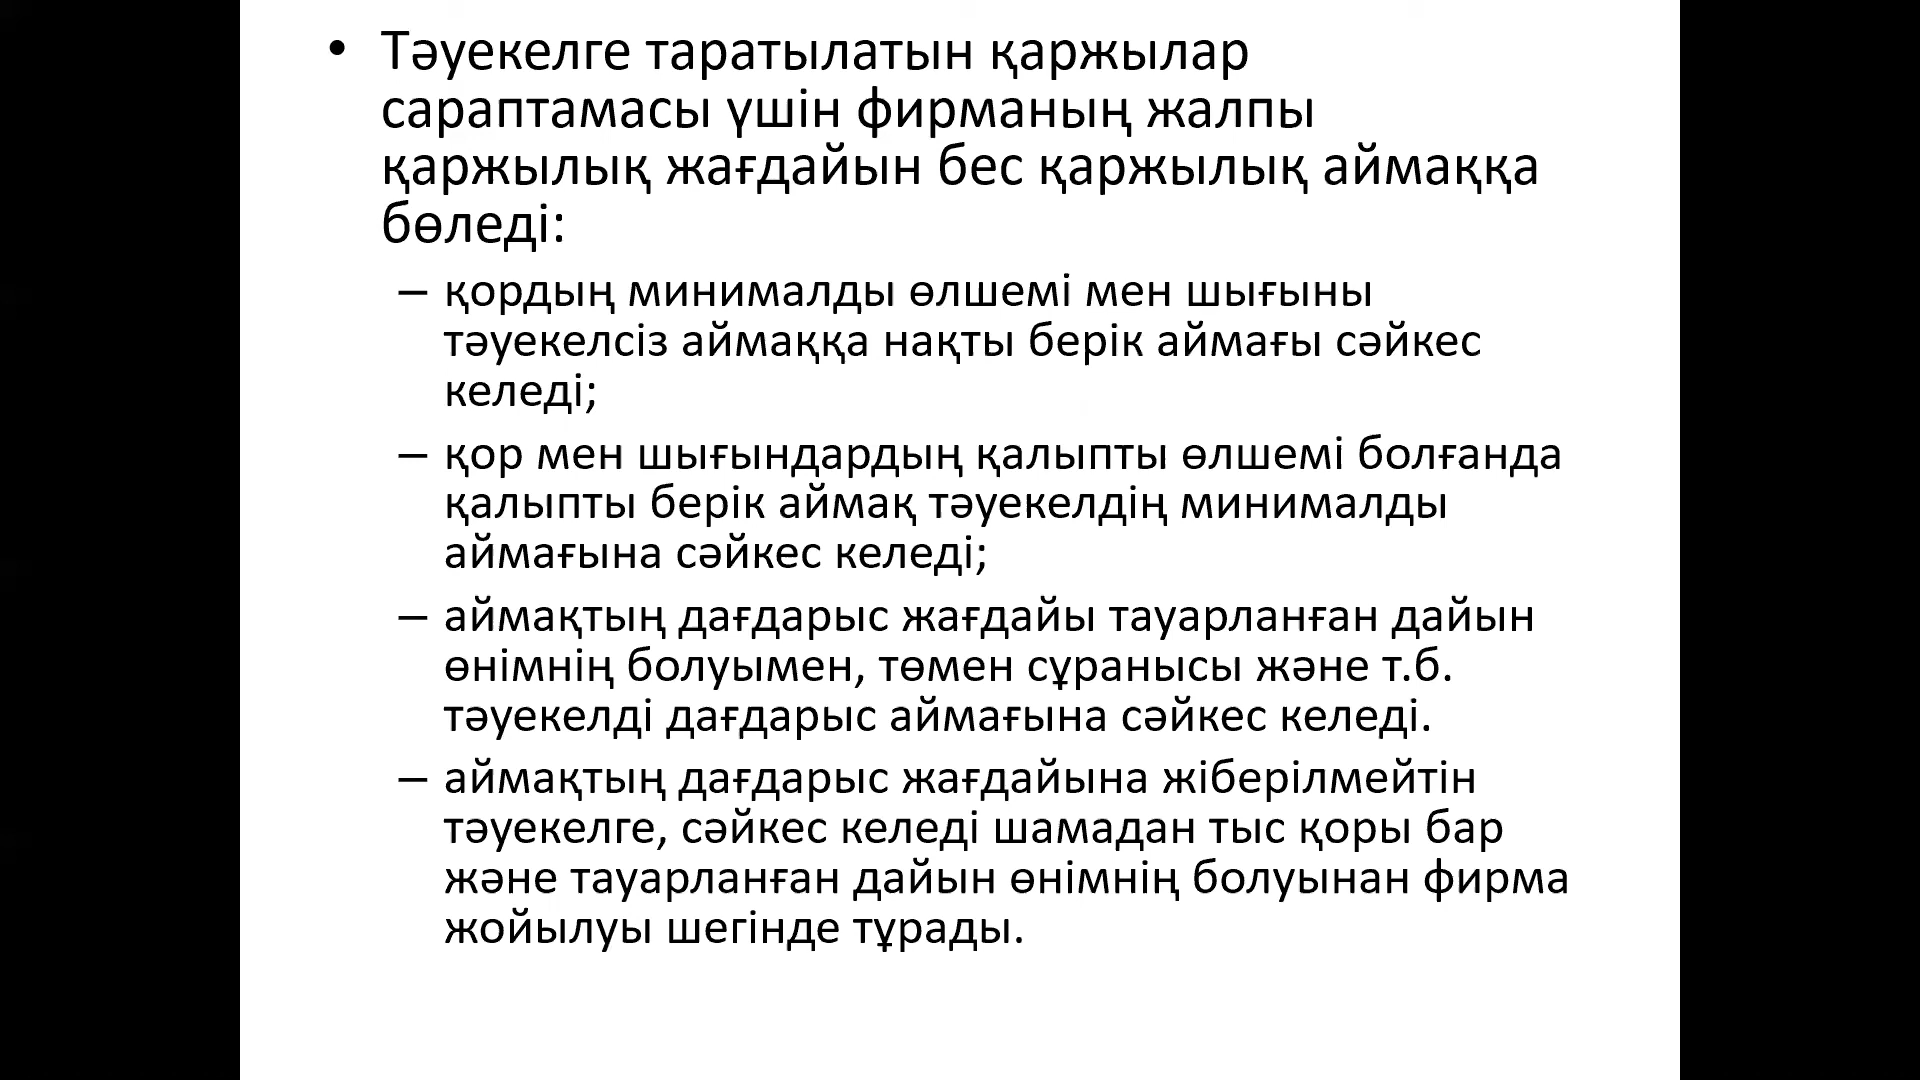 • Тәуекелге таратылатын қаржылар
сараптамасы үшін фирманың жалпы
қаржылық жағдайын бес қаржылық аймаққа
бөледі:
– қордың минималды өлшемі мен шығыны
тәуекелсіз аймаққа нақты берік аймағы сәйкес
келеді;
– қор мен шығындардың қалыпты өлшемі болғанда
қалыпты берік аймақ тәуекелдің минималды
аймағына сәйкес келеді;
– аймақтың дағдарыс жағдайы тауарланған дайын
өнімнің болуымен, төмен сұранысы және т.б.
тәуекелді дағдарыс аймағына сәйкес келеді.
– аймақтың дағдарыс жағдайына жіберілмейтін
тәуекелге, сәйкес келеді шамадан тыс қоры бар
және тауарланған дайын өнімнің болуынан фирма
жойылуы шегінде тұрады.